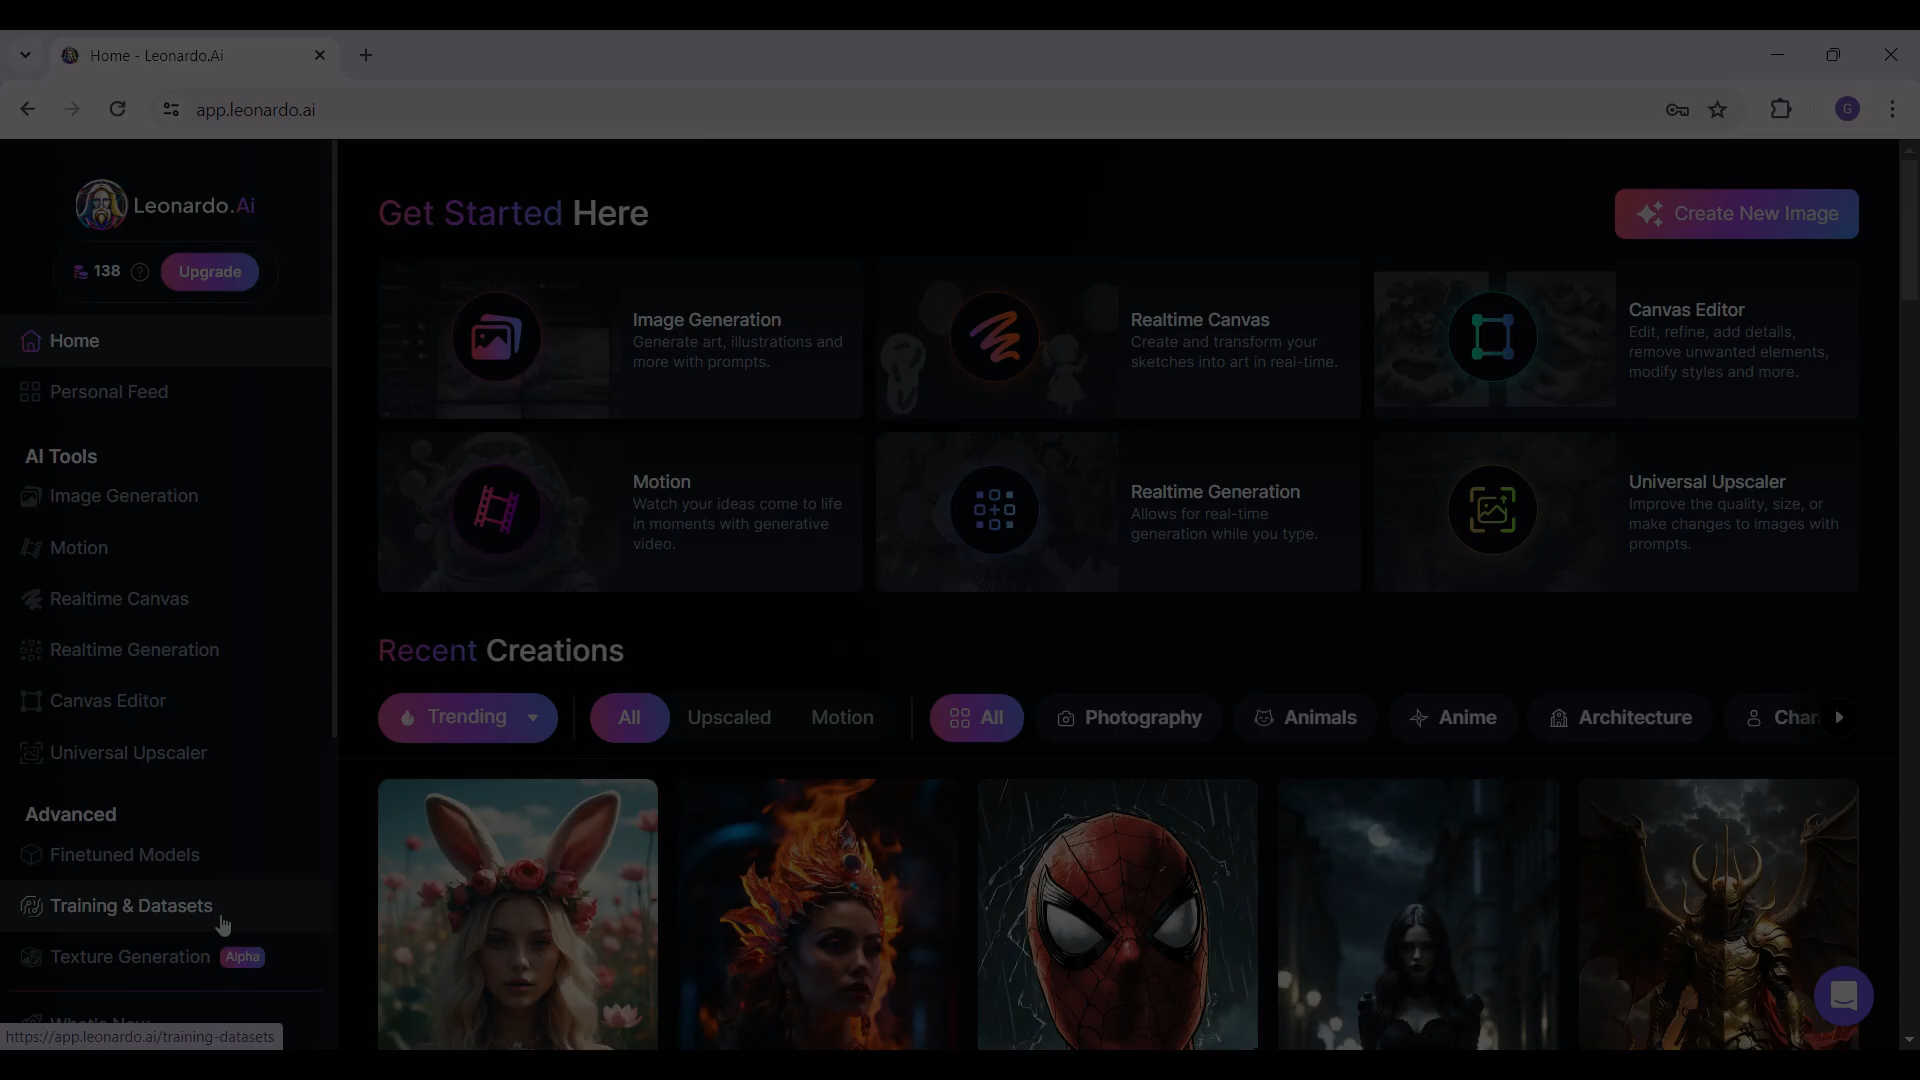 Home - Leonardo.Ai
app.leonardo.ai
G
Leonardo.Ai
138
?
Upgrade
Home
Personal Feed
AI Tools
Image Generation
Motion
Realtime Canvas
Realtime Generation
Canvas Editor
Universal Upscaler
Advanced
Finetuned Models
Training & Datasets
Texture Generation
Alpha
What's New
https://app.leonardo.ai/training-datasets
Get Started Here
Create New Image
Image Generation
Generate art, illustrations and
more with prompts.
Realtime Canvas
Create and transform your
sketches into art in real-time.
Canvas Editor
Edit, refine, add details,
remove unwanted elements,
modify styles and more.
Motion
Watch your ideas come to life
in moments with generative
video.
Realtime Generation
Allows for real-time
generation while you type.
Universal Upscaler
Improve the quality, size, or
make changes to images with
prompts.
Recent Creations
Trending
All
Upscaled
Motion
All
Photography
Animals
Anime
Architecture
Char